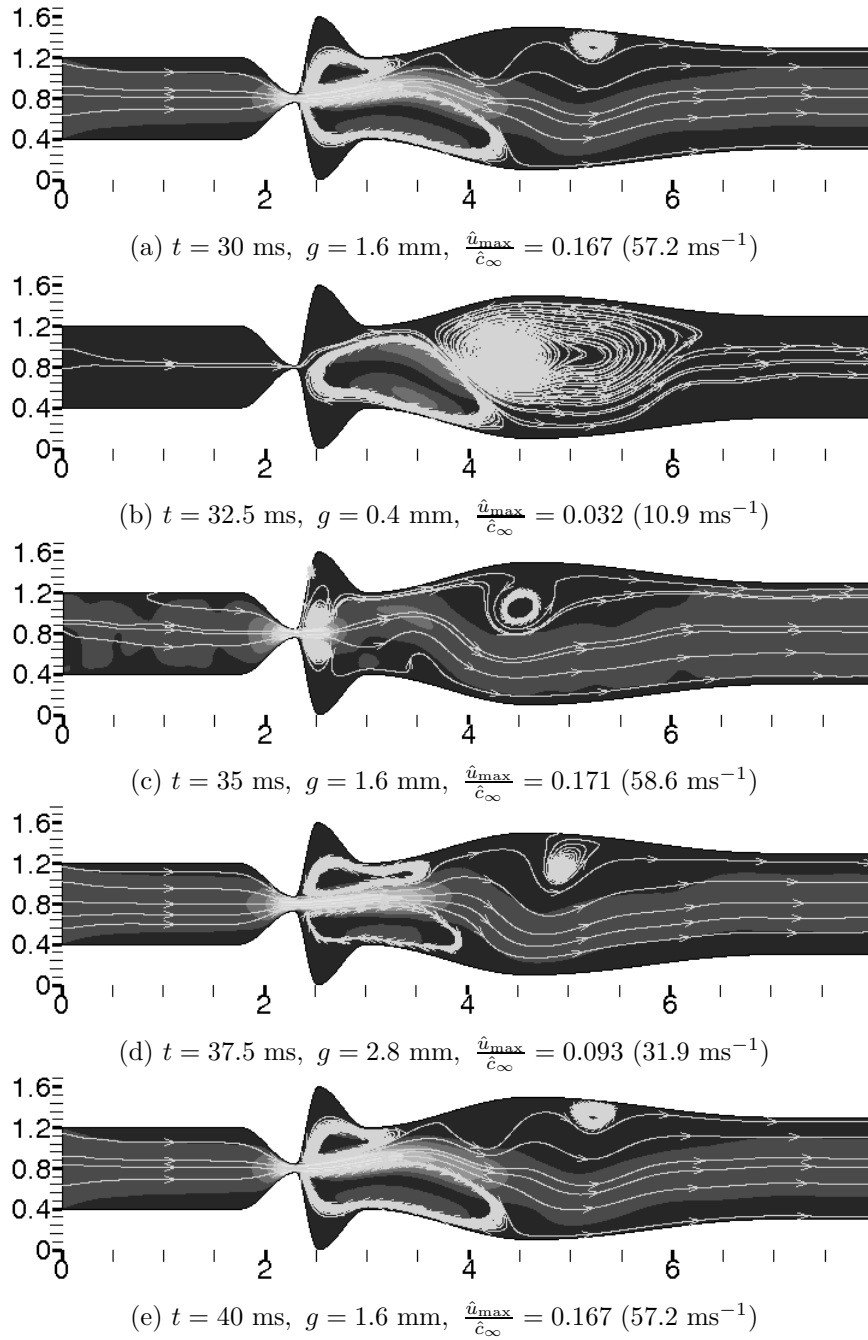 1.6
1.2
0.8
0.4
0
0 2 4 6
(a) t = 30 ms, g = 1.6 mm, û_max/ĉ_∞ = 0.167 (57.2 ms⁻¹)
1.6
1.2
0.8
0.4
0
0 2 4 6
(b) t = 32.5 ms, g = 0.4 mm, û_max/ĉ_∞ = 0.032 (10.9 ms⁻¹)
1.6
1.2
0.8
0.4
0
0 2 4 6
(c) t = 35 ms, g = 1.6 mm, û_max/ĉ_∞ = 0.171 (58.6 ms⁻¹)
1.6
1.2
0.8
0.4
0
0 2 4 6
(d) t = 37.5 ms, g = 2.8 mm, û_max/ĉ_∞ = 0.093 (31.9 ms⁻¹)
1.6
1.2
0.8
0.4
0
0 2 4 6
(e) t = 40 ms, g = 1.6 mm, û_max/ĉ_∞ = 0.167 (57.2 ms⁻¹)